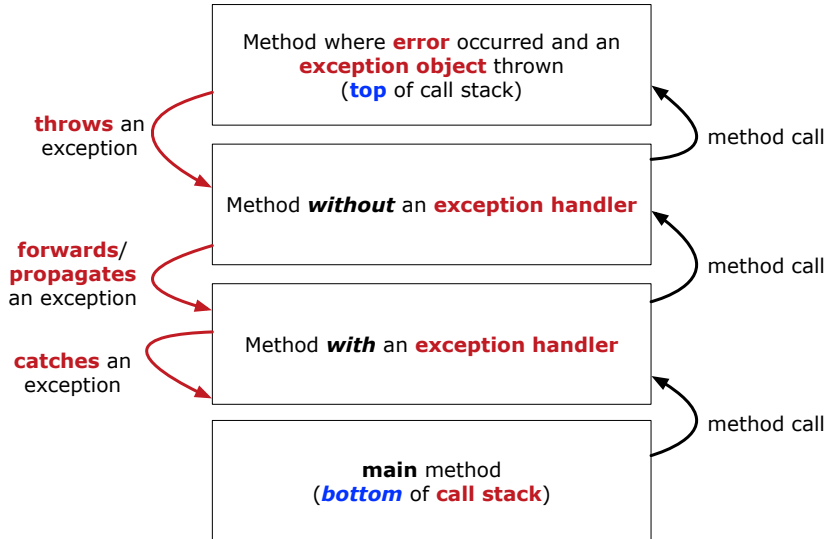 Method where error occurred and an
exception object thrown
(top of call stack)
throws an
exception
method call
Method without an exception handler
forwards/
propagates
an exception
method call
Method with an exception handler
catches an
exception
method call
main method
(bottom of call stack)